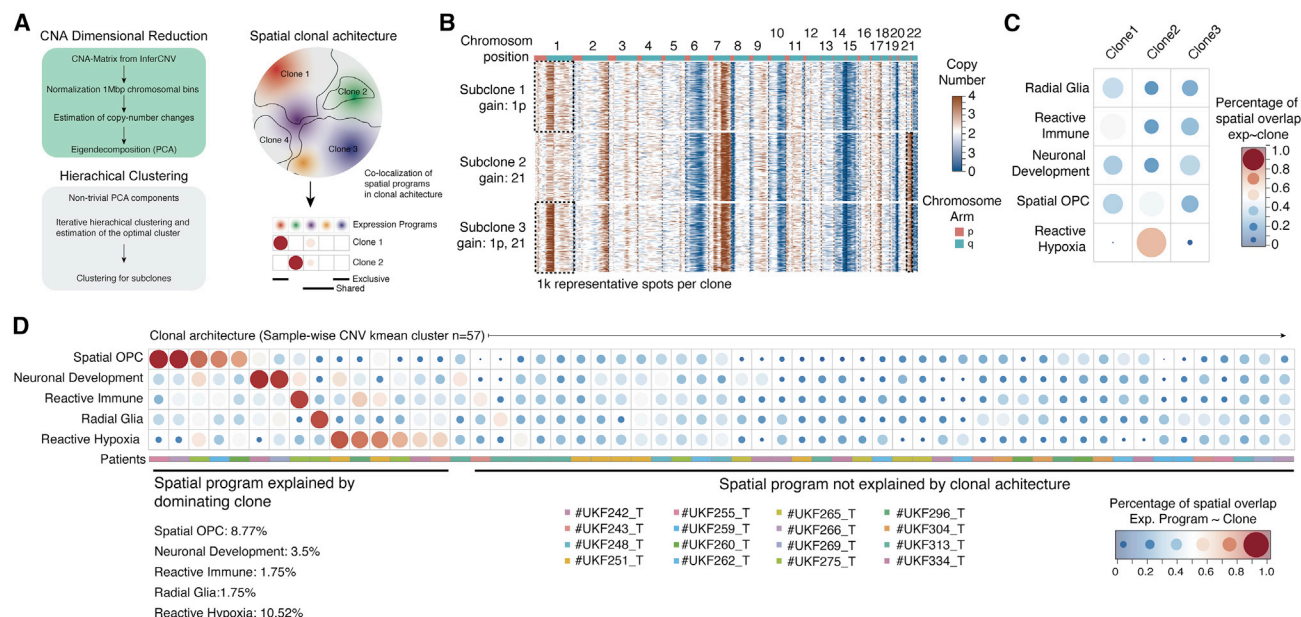 A
CNA Dimensional Reduction
CNA-Matrix from InferCNV
Normalization 1Mbp chromosomal bins
Estimation of copy-number changes
Eigendecomposition (PCA)
Hierachical Clustering
Non-trivial PCA components
Iterative hierachical clustering and
estimation of the optimal cluster
Clustering for subclones
Spatial clonal achitecture
Clone 1
Clone 2
Clone 4
Clone 3
Co-localization of
spatial programs
in clonal architecture
Expression Programs
Clone 1
Clone 2
Exclusive
Shared
B
Chromosom
position
1 2 3 4 5 6 7 8 9 10 11 12 13 14 15 16 17 18 19 20 21 22
Subclone 1
gain: 1p
Subclone 2
gain: 21
Subclone 3
gain: 1p, 21
1k representative spots per clone
Copy
Number
4
3
2
3
0
Chromosome
Arm
p
q
C
Clone1 Clone2 Clone3
Radial Glia
Reactive
Immune
Neuronal
Development
Spatial OPC
Reactive
Hypoxia
Percentage of
spatial overlap
exp~clone
1.0
0.8
0.6
0.4
0.2
0
D
Clonal architecture (Sample-wise CNV kmean cluster n=57)
Spatial OPC
Neuronal Development
Reactive Immune
Radial Glia
Reactive Hypoxia
Patients
Spatial program explained by
dominating clone
Spatial OPC: 8.77%
Neuronal Development: 3.5%
Reactive Immune: 1.75%
Radial Glia:1.75%
Reactive Hypoxia: 10.52%
Spatial program not explained by clonal achitecture
#UKF242_T #UKF255_T #UKF265_T #UKF296_T
#UKF243_T #UKF259_T #UKF266_T #UKF304_T
#UKF248_T #UKF260_T #UKF269_T #UKF313_T
#UKF251_T #UKF262_T #UKF275_T #UKF334_T
Percentage of spatial overlap
Exp. Program ~ Clone
0 0.2 0.4 0.6 0.8 1.0